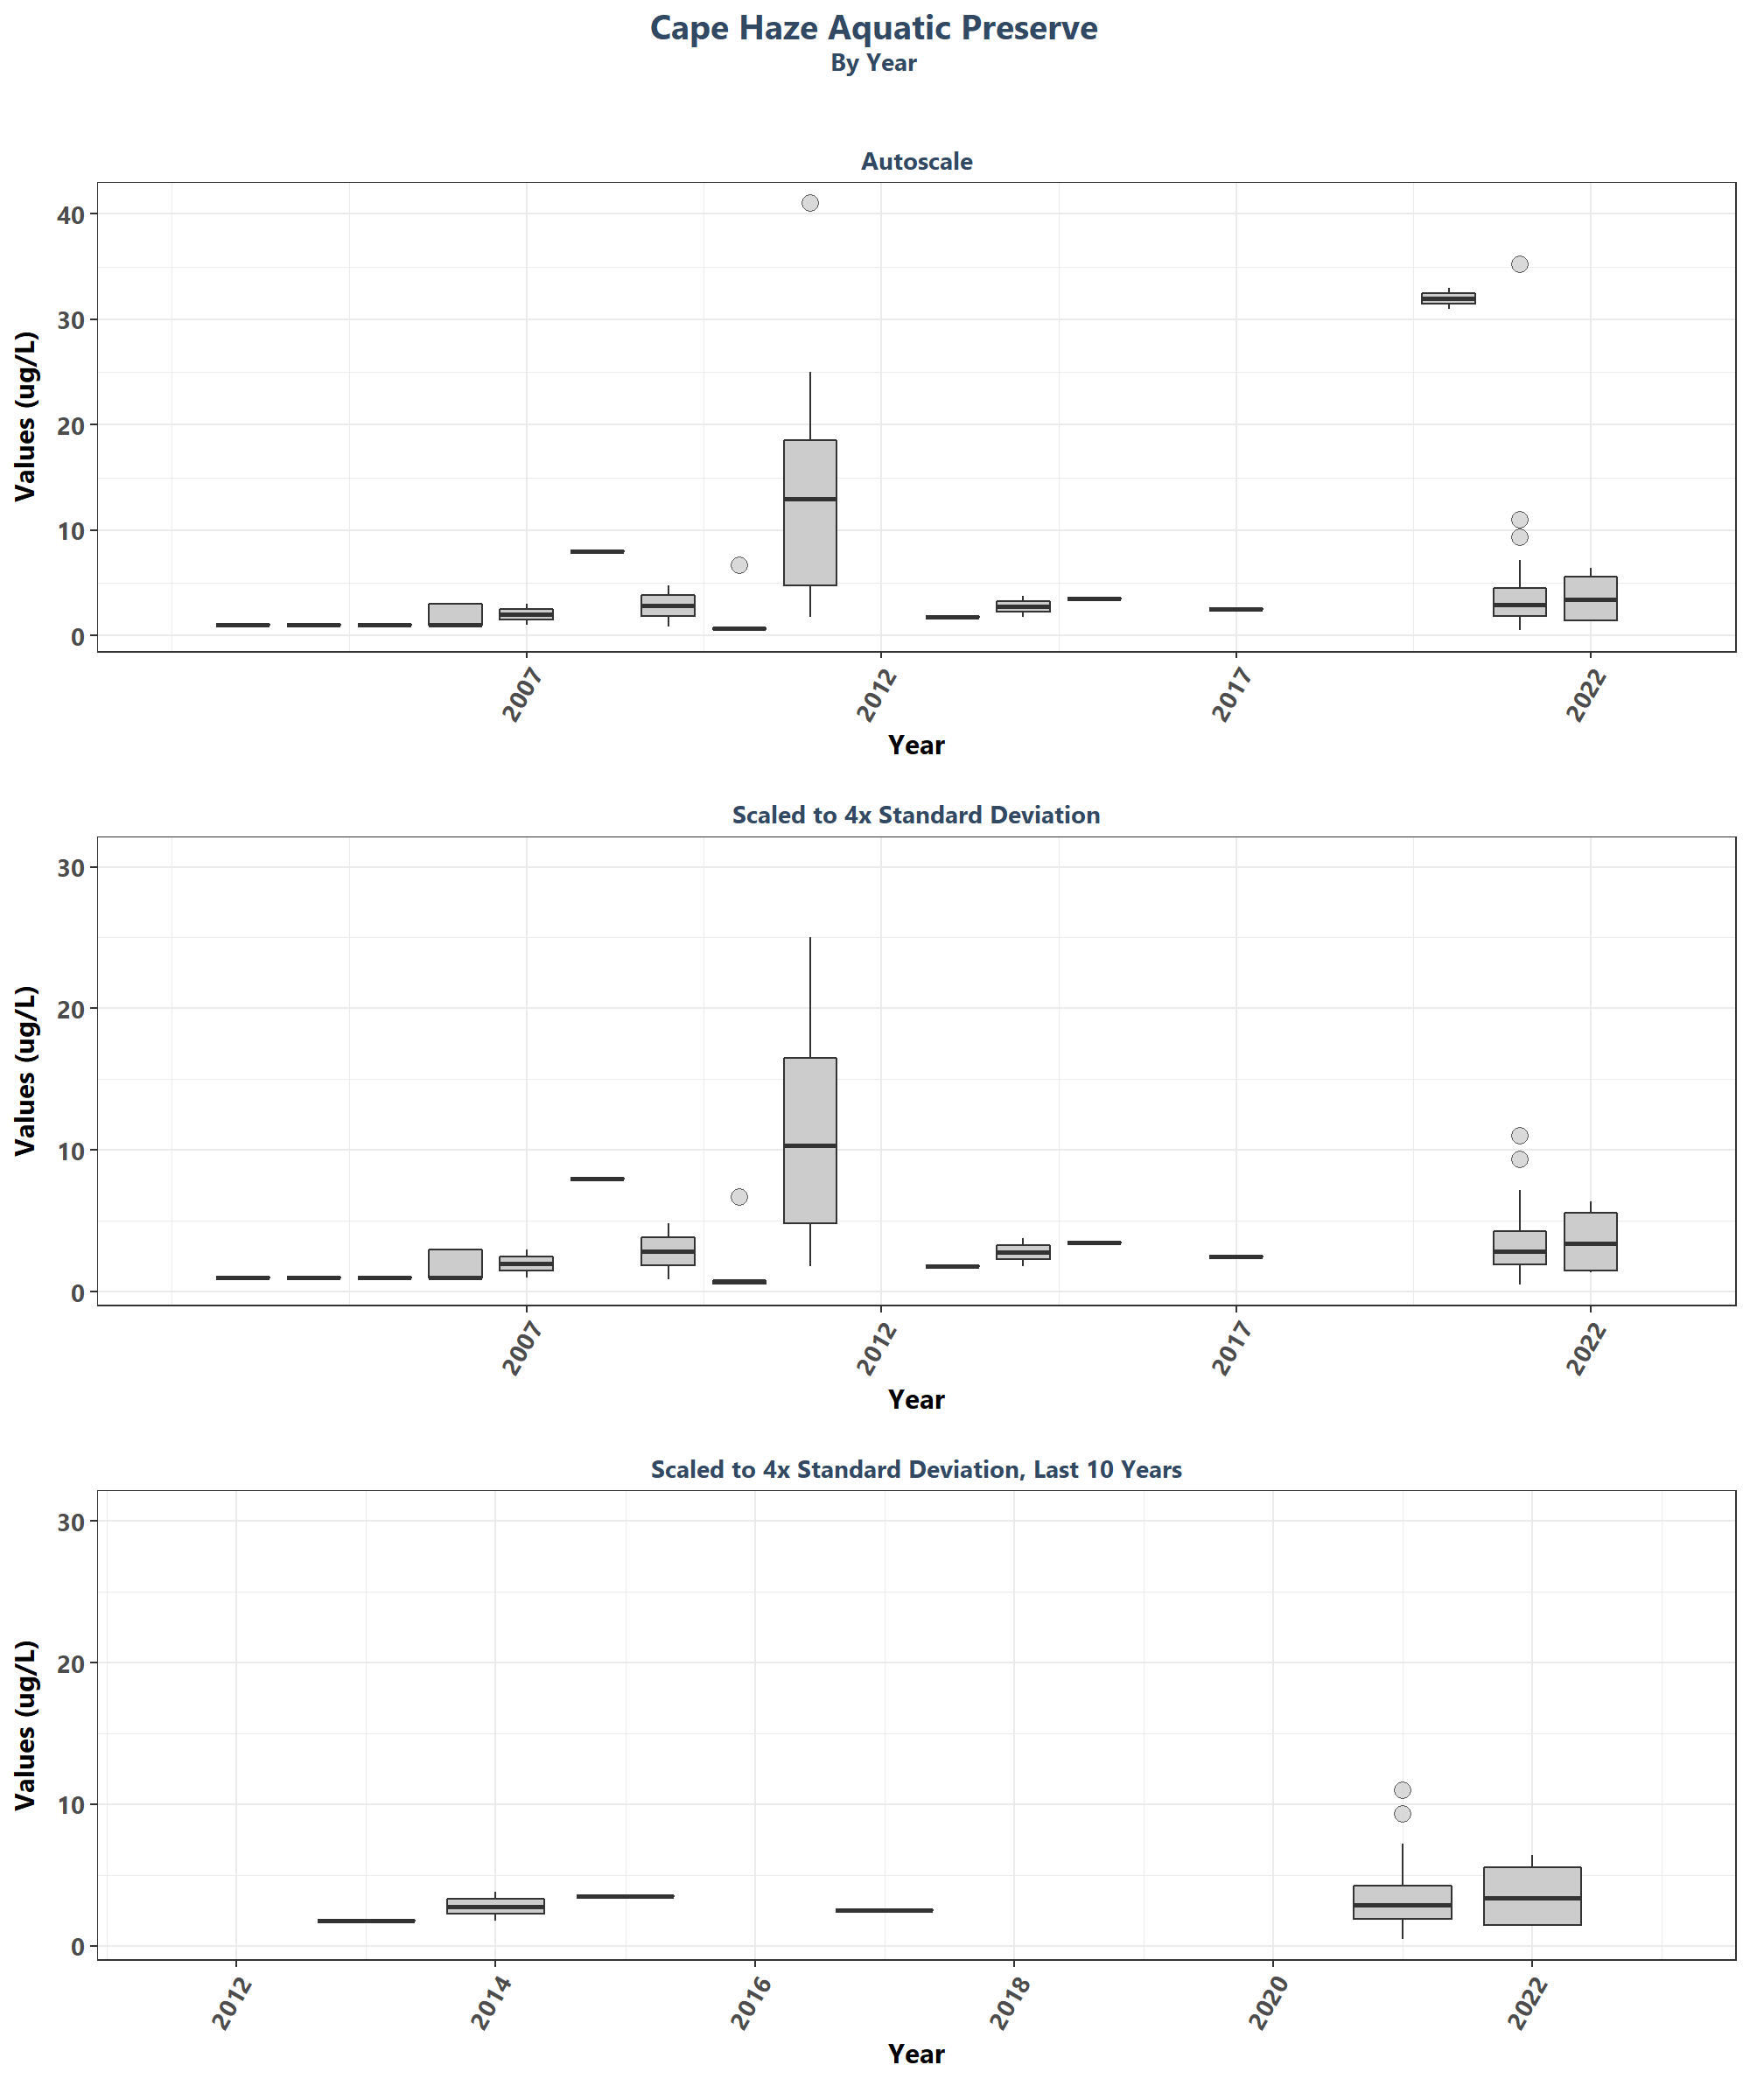 Cape Haze Aquatic Preserve
By Year
Autoscale
Values (ug/L)
40
30
20
10
0
2007
2012
2017
2022
Year
Scaled to 4x Standard Deviation
Values (ug/L)
30
20
10
0
2007
2012
2017
2022
Year
Scaled to 4x Standard Deviation, Last 10 Years
Values (ug/L)
30
20
10
0
2012
2014
2016
2018
2020
2022
Year